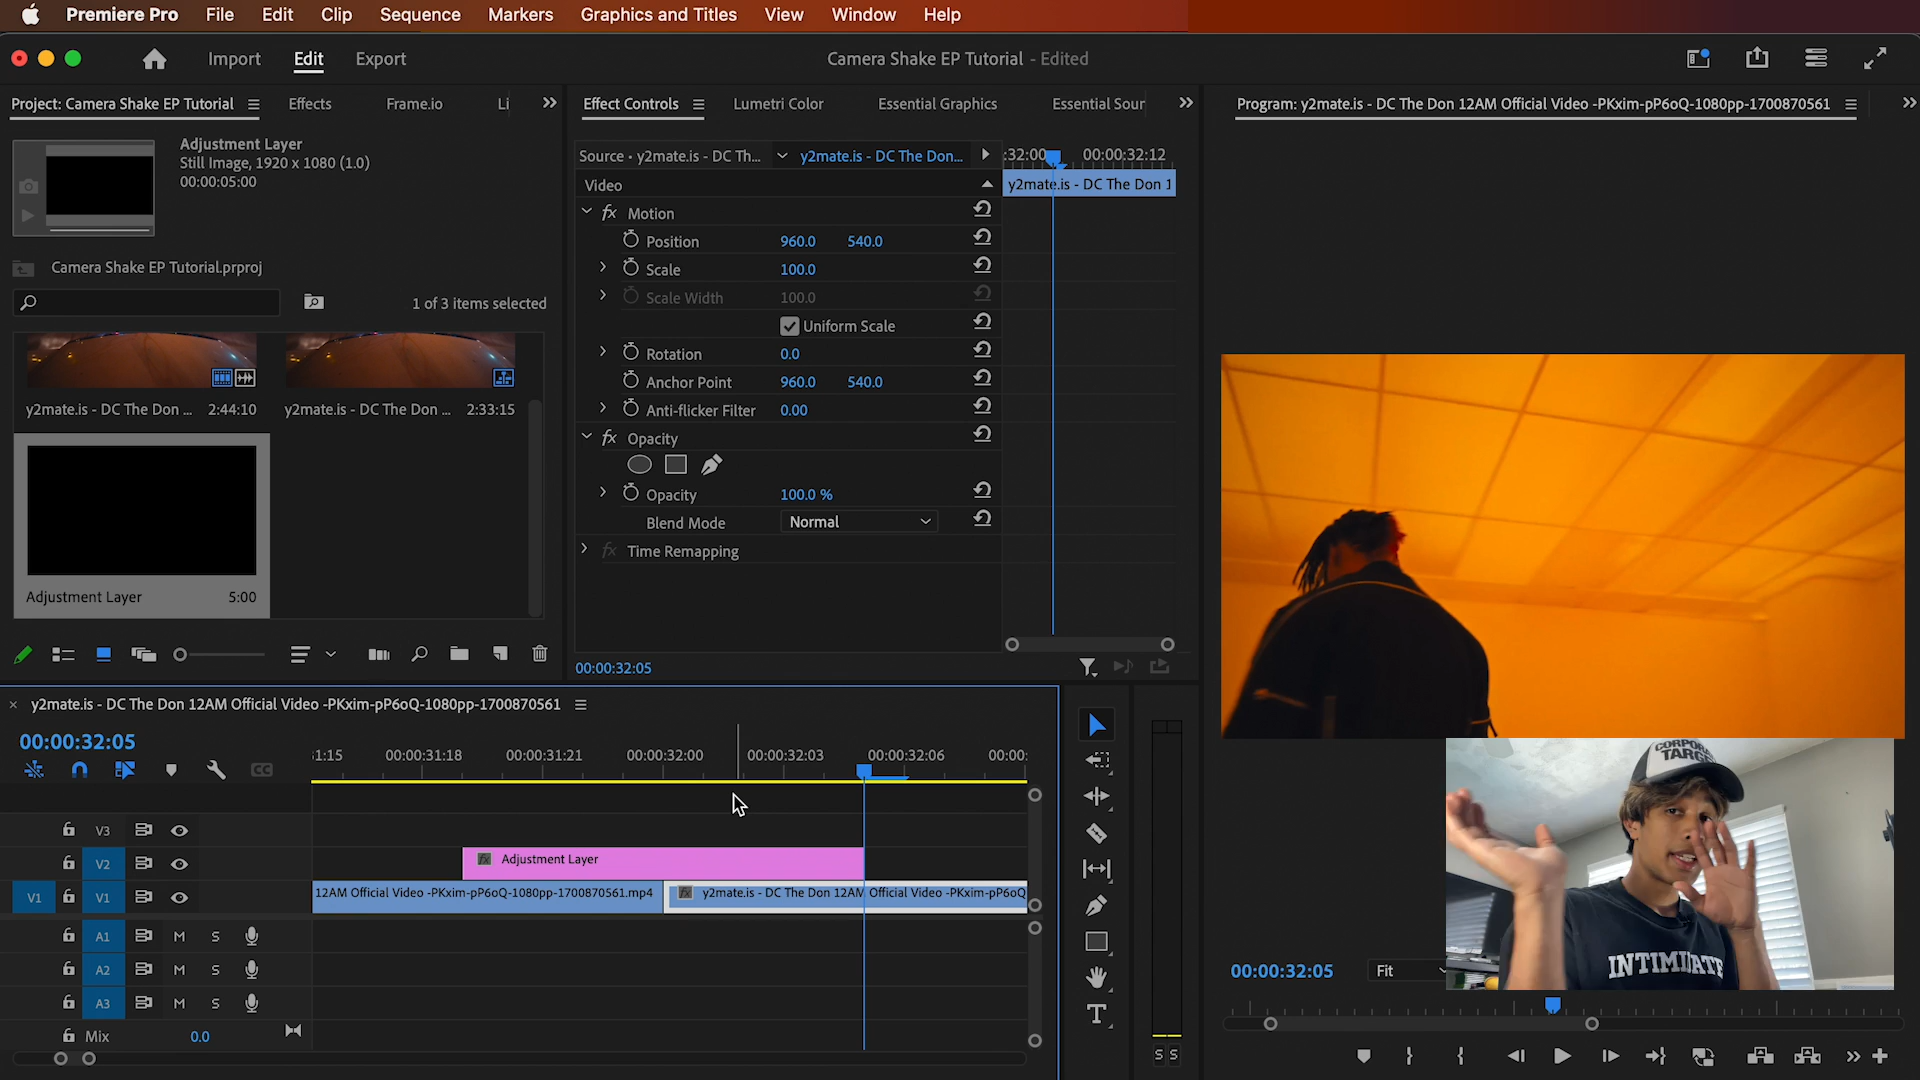 Premiere Pro File Edit Clip Sequence Markers Graphics and Titles View Window Help
Import Edit Export
Camera Shake EP Tutorial - Edited
Project: Camera Shake EP Tutorial Effects Frame.io Li
Adjustment Layer
Still Image, 1920 x 1080 (1.0)
00:00:05:00
Camera Shake EP Tutorial.prproj
1 of 3 items selected
y2mate.is - DC The Don ... 2:44:10
y2mate.is - DC The Don ... 2:33:15
Adjustment Layer 5:00
Effect Controls Lumetri Color Essential Graphics Essential Sour
Source • y2mate.is - DC Th... y2mate.is - DC The Don...
:32:00 00:00:32:12
Video
y2mate.is - DC The Don 1
fx Motion
Position 960.0 540.0
Scale 100.0
Scale Width 100.0
Uniform Scale
Rotation 0.0
Anchor Point 960.0 540.0
Anti-flicker Filter 0.00
fx Opacity
Opacity 100.0 %
Blend Mode Normal
fx Time Remapping
00:00:32:05
Program: y2mate.is - DC The Don 12AM Official Video -PKxim-pP6oQ-1080pp-1700870561
CORPORATE
TARGET
INTIMIDATE
00:00:32:05 Fit
y2mate.is - DC The Don 12AM Official Video -PKxim-pP6oQ-1080pp-1700870561
00:00:32:05
CC
31:15 00:00:31:18 00:00:31:21 00:00:32:00 00:00:32:03 00:00:32:06 00:00:
V3
V2
fx Adjustment Layer
V1 V1
12AM Official Video -PKxim-pP6oQ-1080pp-1700870561.mp4
fx y2mate.is - DC The Don 12AM Official Video -PKxim-pP6oQ
A1 M S
A2 M S
A3 M S
Mix 0.0
T
S S